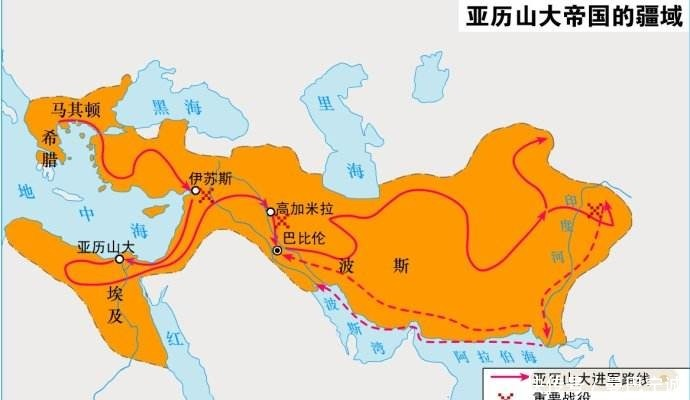 亚历山大帝国的疆域
马其顿
希腊
黑海
里海
地中海
伊苏斯
高加米拉
巴比伦
亚历山大
埃及
红
波斯
波斯湾
阿拉伯海
印度河
亚历山大进军路线
重要战役